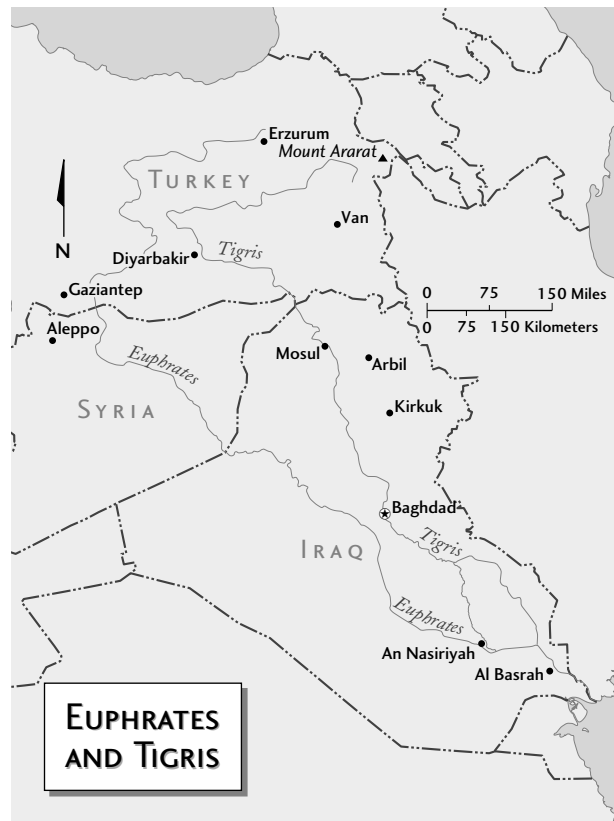 Erzurum
Mount Ararat
TURKEY
Van
Diyarbakir
Tigris
N
Gaziantep
0 75 150 Miles
0 75 150 Kilometers
Aleppo
Mosul
Euphrates
Arbil
SYRIA
Kirkuk
Baghdad
IRAQ
Tigris
Euphrates
An Nasiriyah
Al Basrah
EUPHRATES
AND TIGRIS